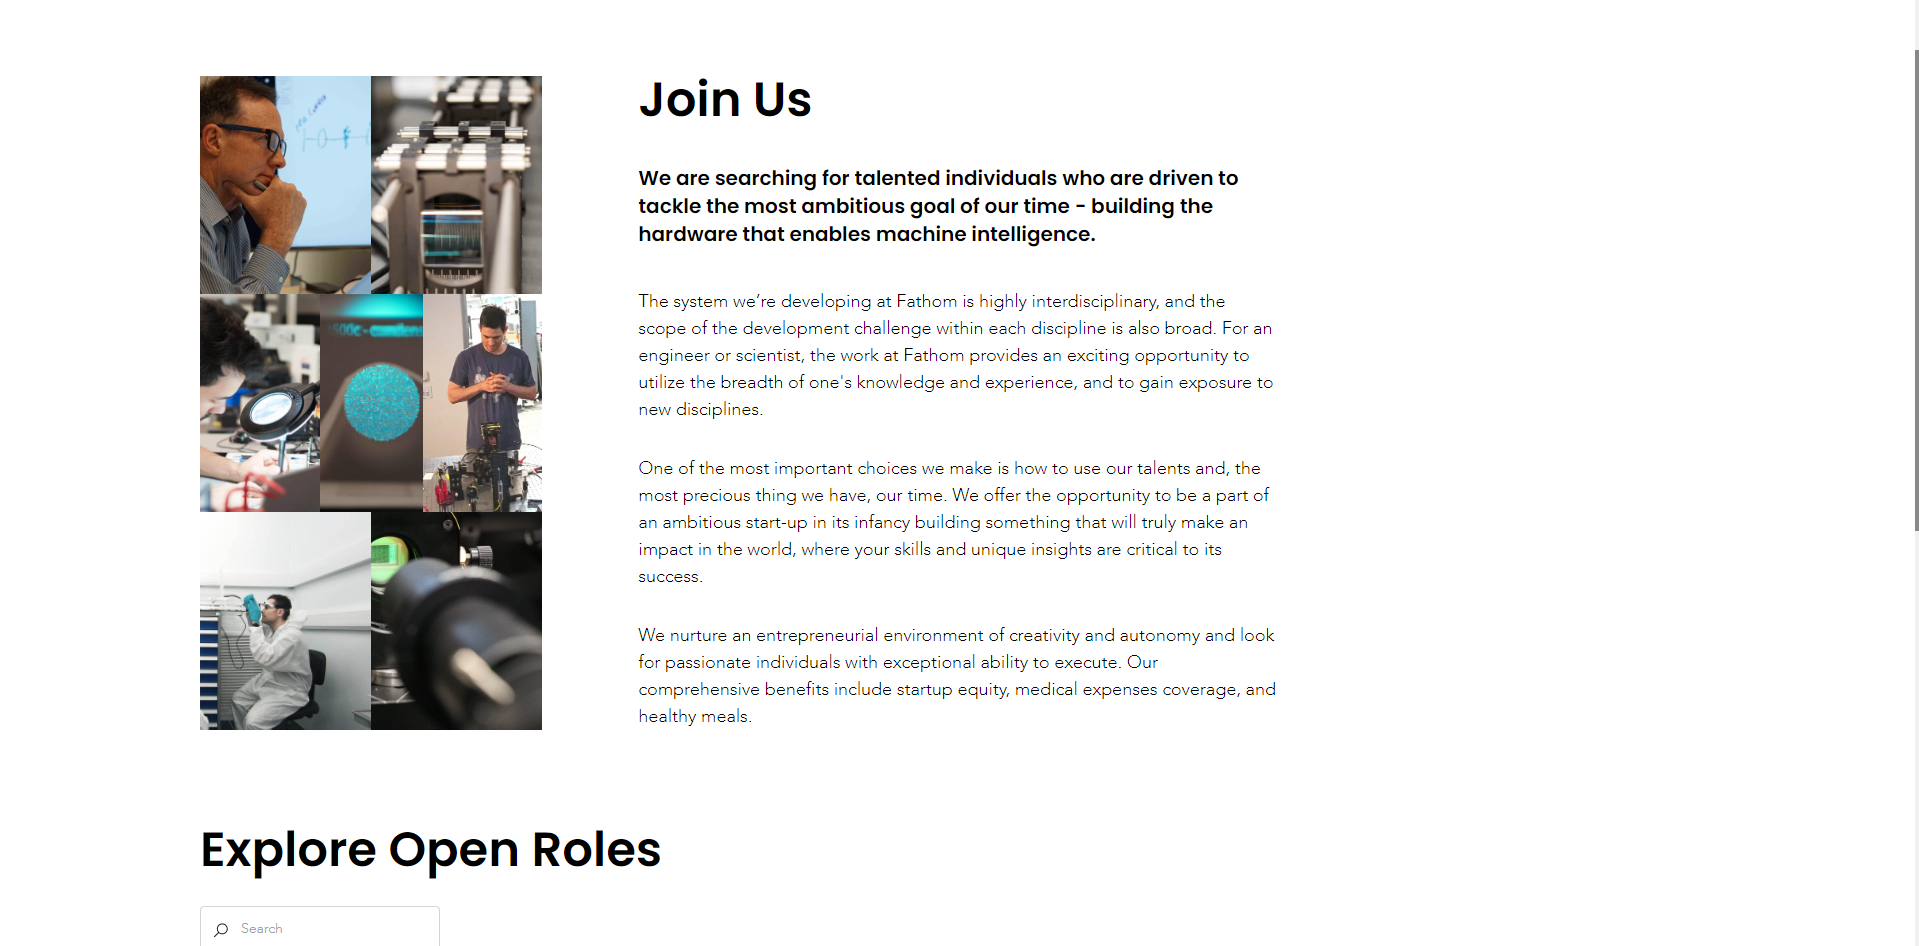 Join Us
We are searching for talented individuals who are driven to
tackle the most ambitious goal of our time - building the
hardware that enables machine intelligence.
The system we’re developing at Fathom is highly interdisciplinary, and the
scope of the development challenge within each discipline is also broad. For an
engineer or scientist, the work at Fathom provides an exciting opportunity to
utilize the breadth of one's knowledge and experience, and to gain exposure to
new disciplines.
One of the most important choices we make is how to use our talents and, the
most precious thing we have, our time. We offer the opportunity to be a part of
an ambitious start-up in its infancy building something that will truly make an
impact in the world, where your skills and unique insights are critical to its
success.
We nurture an entrepreneurial environment of creativity and autonomy and look
for passionate individuals with exceptional ability to execute. Our
comprehensive benefits include startup equity, medical expenses coverage, and
healthy meals.
Explore Open Roles
Search